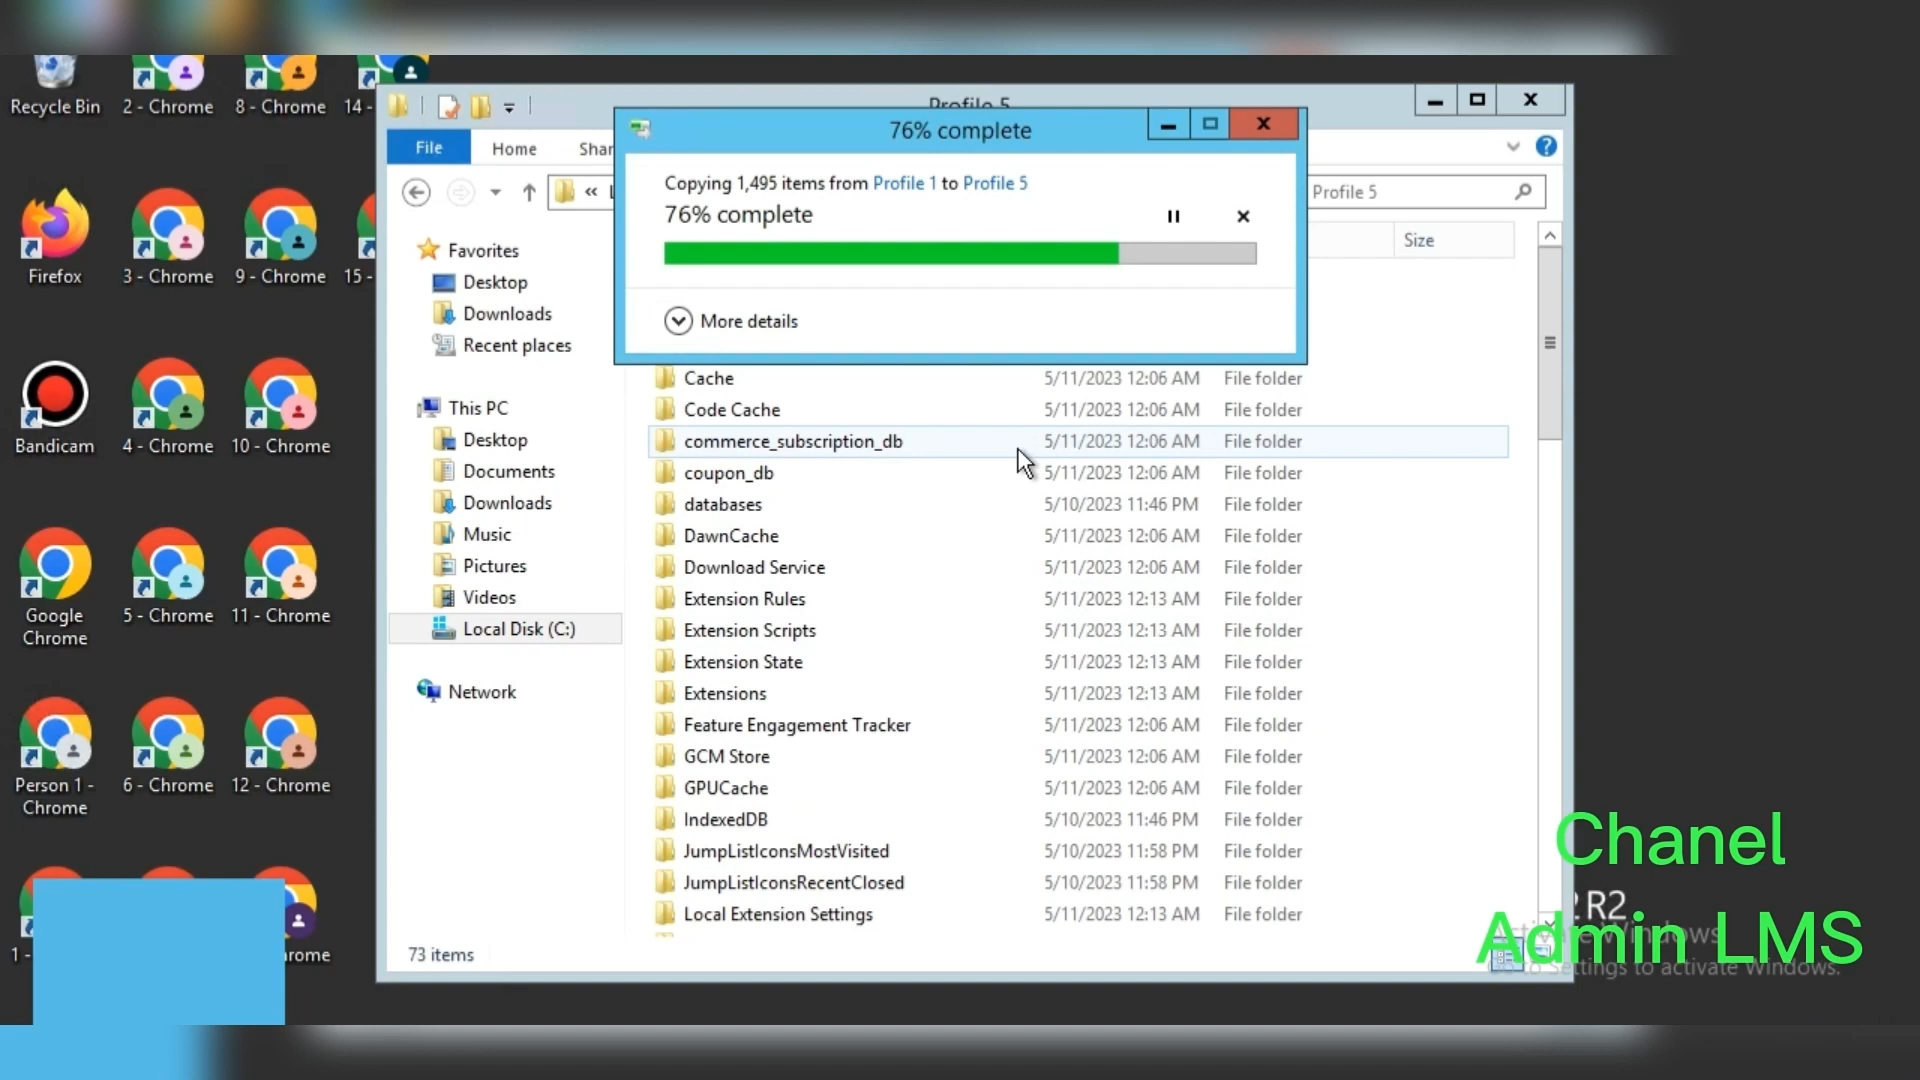 Recycle Bin
2 - Chrome
8 - Chrome
14 -
Firefox
3 - Chrome
9 - Chrome
15 -
Bandicam
4 - Chrome
10 - Chrome
Google
Chrome
5 - Chrome
11 - Chrome
Person 1 -
Chrome
6 - Chrome
12 - Chrome
1 -
Profile 5
File
Home
Shar
«
Profile 5
76% complete
Copying 1,495 items from Profile 1 to Profile 5
76% complete
More details
Size
Favorites
Desktop
Downloads
Recent places
This PC
Desktop
Documents
Downloads
Music
Pictures
Videos
Local Disk (C:)
Network
Cache 5/11/2023 12:06 AM File folder
Code Cache 5/11/2023 12:06 AM File folder
commerce_subscription_db 5/11/2023 12:06 AM File folder
coupon_db 5/11/2023 12:06 AM File folder
databases 5/10/2023 11:46 PM File folder
DawnCache 5/11/2023 12:06 AM File folder
Download Service 5/11/2023 12:06 AM File folder
Extension Rules 5/11/2023 12:13 AM File folder
Extension Scripts 5/11/2023 12:13 AM File folder
Extension State 5/11/2023 12:13 AM File folder
Extensions 5/11/2023 12:13 AM File folder
Feature Engagement Tracker 5/11/2023 12:06 AM File folder
GCM Store 5/11/2023 12:06 AM File folder
GPUCache 5/11/2023 12:06 AM File folder
IndexedDB 5/10/2023 11:46 PM File folder
JumpListIconsMostVisited 5/10/2023 11:58 PM File folder
JumpListIconsRecentClosed 5/10/2023 11:58 PM File folder
Local Extension Settings 5/11/2023 12:13 AM File folder
73 items
Chanel
Admin LMS
R2
Windows
Settings to activate Windows.